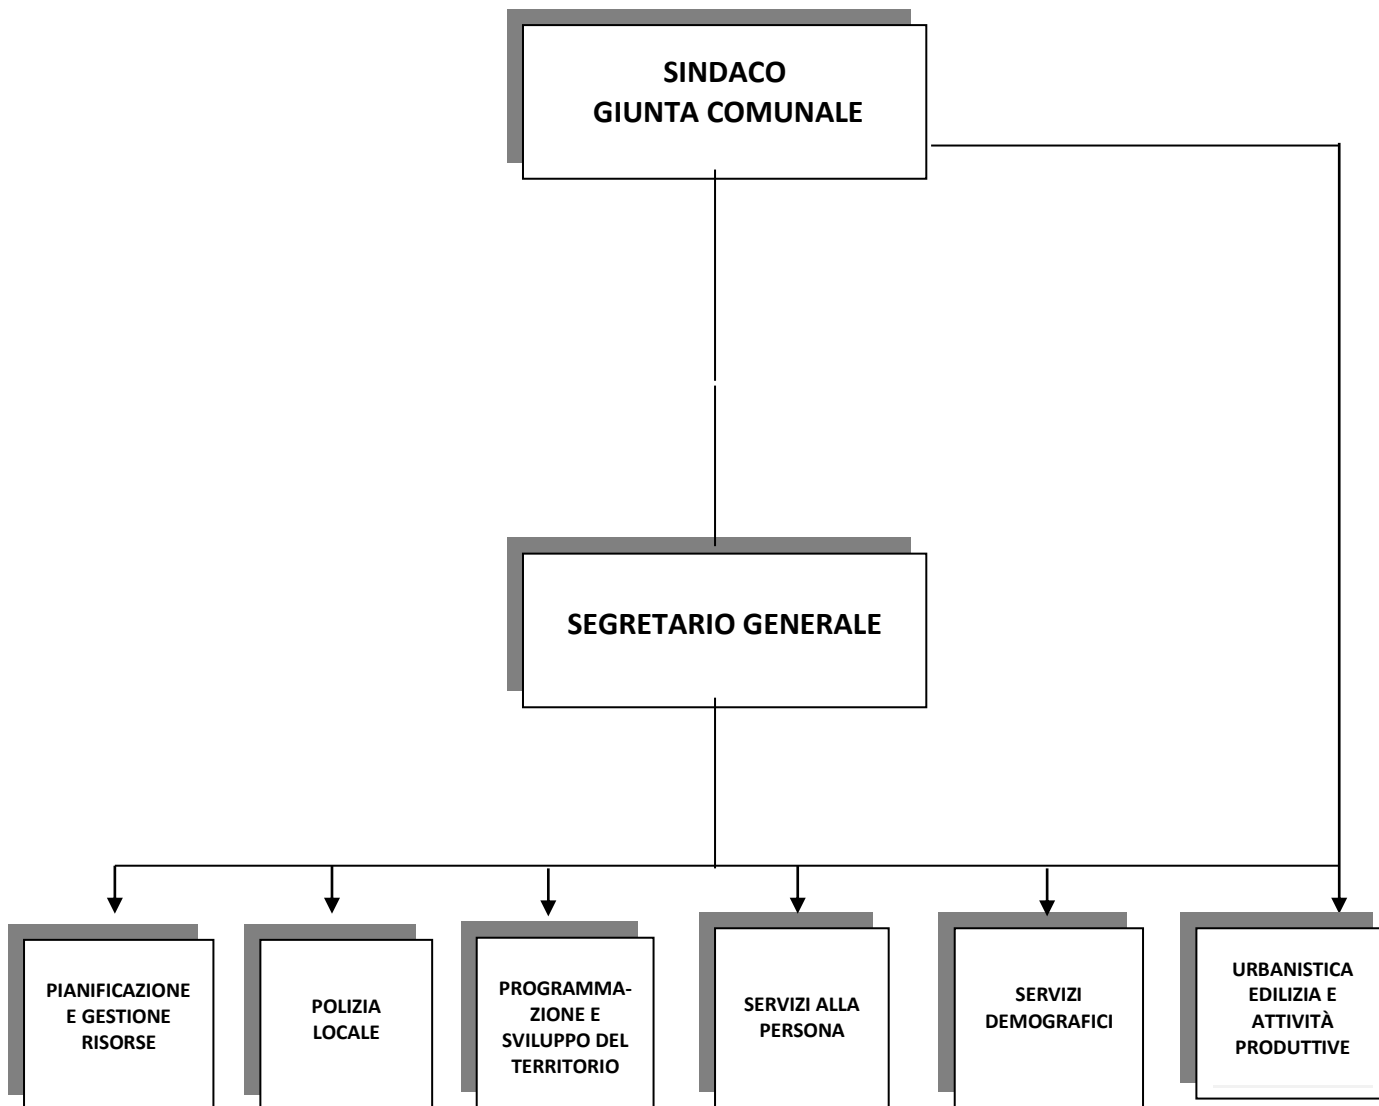 SINDACO
GIUNTA COMUNALE
SEGRETARIO GENERALE
PIANIFICAZIONE
E GESTIONE
RISORSE
POLIZIA
LOCALE
PROGRAMMA-
ZIONE E
SVILUPPO DEL
TERRITORIO
SERVIZI ALLA
PERSONA
SERVIZI
DEMOGRAFICI
URBANISTICA
EDILIZIA E
ATTIVITÀ
PRODUTTIVE